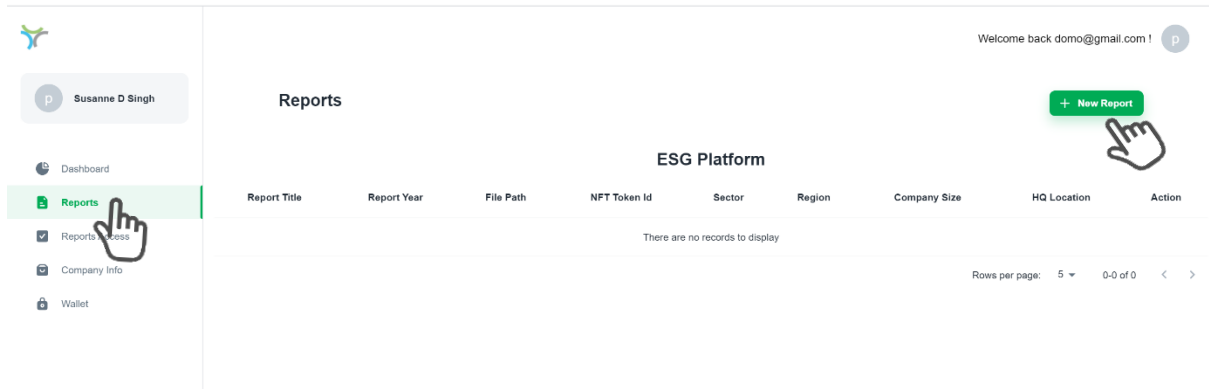 Welcome back domo@gmail.com !
p
p
Susanne D Singh
Reports
+ New Report
Dashboard
Reports
Reports Access
Company Info
Wallet
ESG Platform
Report Title Report Year File Path NFT Token Id Sector Region Company Size HQ Location Action
There are no records to display
Rows per page: 5 0-0 of 0 < >